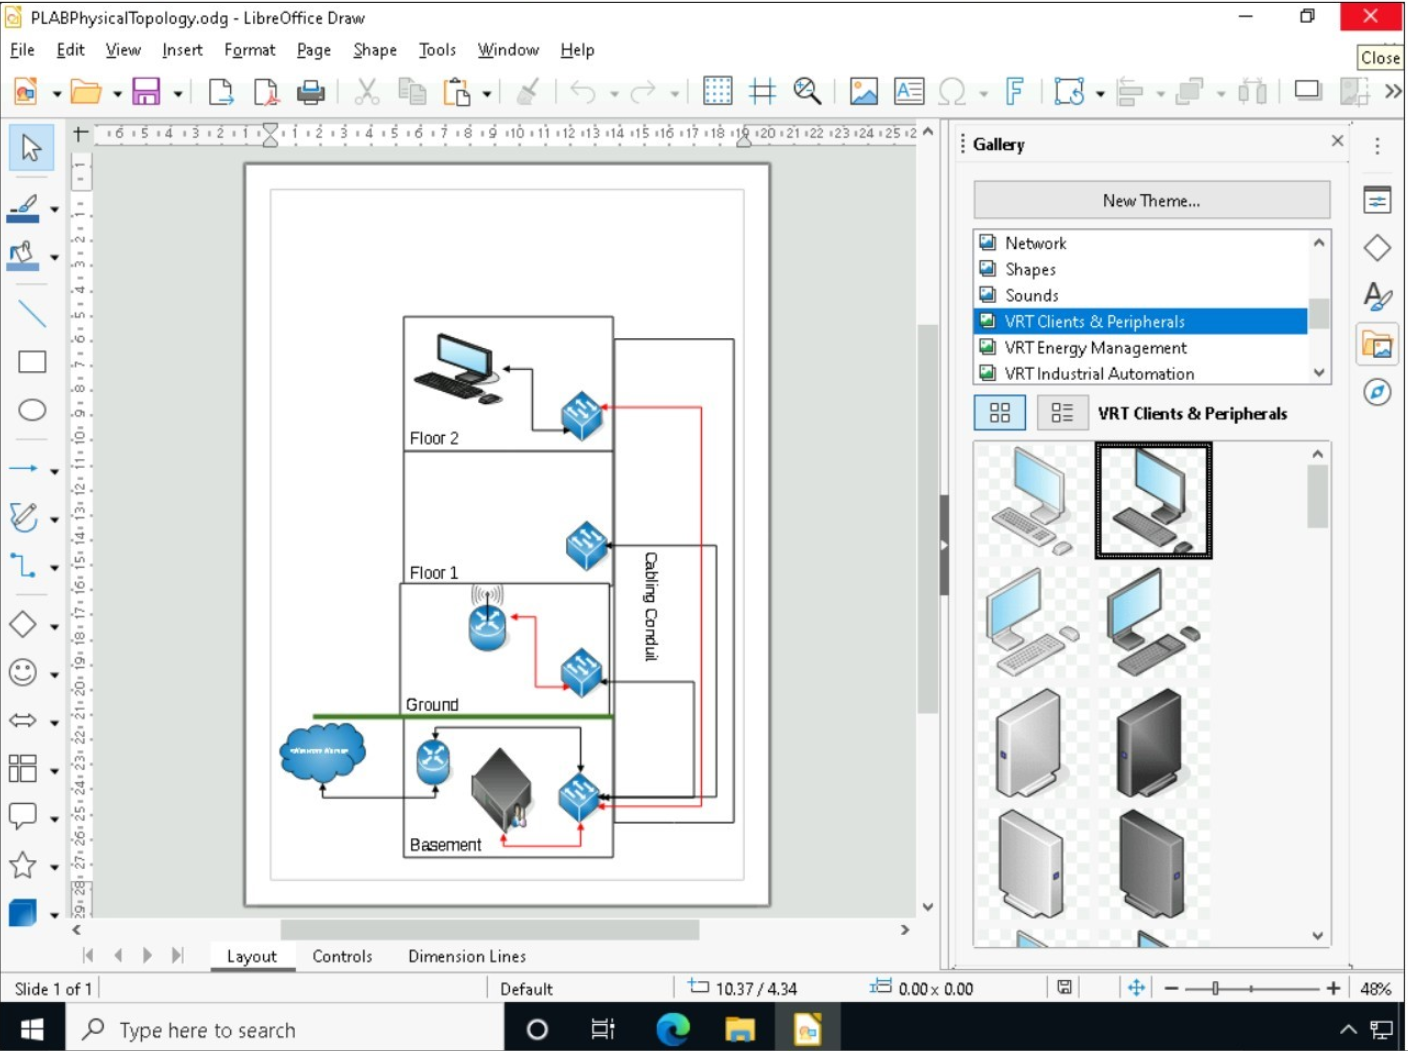 PLABPhysicalTopology.odg - LibreOffice Draw
File Edit View Insert Format Page Shape Tools Window Help
Close
Gallery
New Theme...
Network
Shapes
Sounds
VRT Clients & Peripherals
VRT Energy Management
VRT Industrial Automation
VRT Clients & Peripherals
Floor 2
Floor 1
Cabling Conduit
Ground
Basement
Layout Controls Dimension Lines
Slide 1 of 1 Default 10.37 / 4.34 0.00 x 0.00 48%
Type here to search